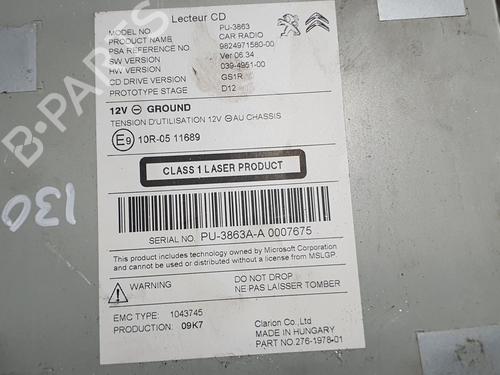 Lecteur CD
MODEL NO PU-3863
PRODUCT NAME CAR RADIO
PSA REFERENCE NO. 9824971580-00
SW VERSION Ver 06.34
HW VERSION 039-4951-00
CD DRIVE VERSION GS1R
PROTOTYPE STAGE D12
12V ⊖ GROUND
TENSION D'UTILISATION 12V ⊖AU CHASSIS
E9 10R-05 11689
CLASS 1 LASER PRODUCT
SERIAL NO. PU-3863A-A 0007675
This product includes technology owned by Microsoft Corporation
and cannot be used or distributed without a license from MSLGP.
WARNING DO NOT DROP
NE PAS LAISSER TOMBER
EMC TYPE: 1043745
PRODUCTION: 09K7
Clarion Co.,Ltd
MADE IN HUNGARY
PART NO.276-1978-01
130
B-PARTS